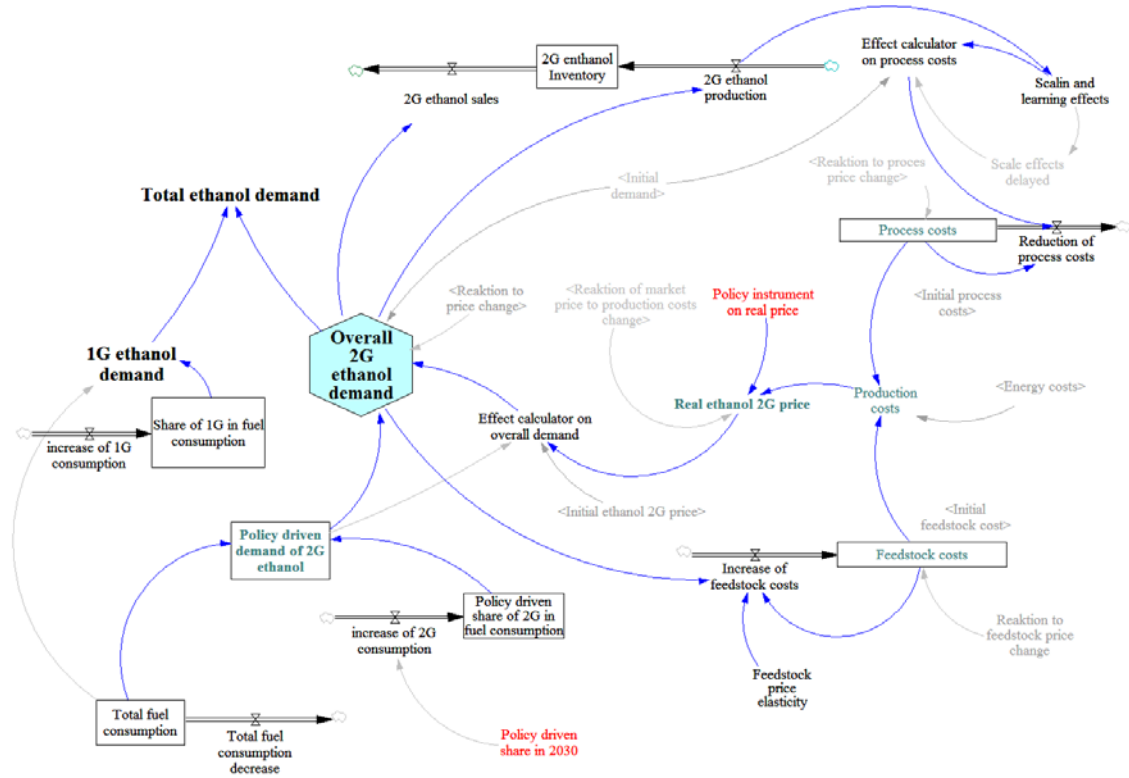 2G enthanol
Inventory
Effect calculator
on process costs
2G ethanol sales
2G ethanol
production
Scalin and
learning effects
<Reaktion to proces
price change>
Scale effects
delayed
<Initial
demand>
Total ethanol demand
Process costs
Reduction of
process costs
<Reaktion to
price change>
<Reaktion of market
price to production costs
change>
Policy instrument
on real price
<Initial process
costs>
1G ethanol
demand
Overall
2G
ethanol
demand
Real ethanol 2G price
Production
costs
<Energy costs>
Share of 1G in fuel
consumption
increase of 1G
consumption
Effect calculator on
overall demand
<Initial ethanol 2G price>
<Initial
feedstock cost>
Policy driven
demand of 2G
ethanol
Increase of
feedstock costs
Feedstock costs
Policy driven
share of 2G in
fuel consumption
increase of 2G
consumption
Reaktion to
feedstock price
change
Feedstock
price
elasticity
Total fuel
consumption
Total fuel
consumption
decrease
Policy driven
share in 2030